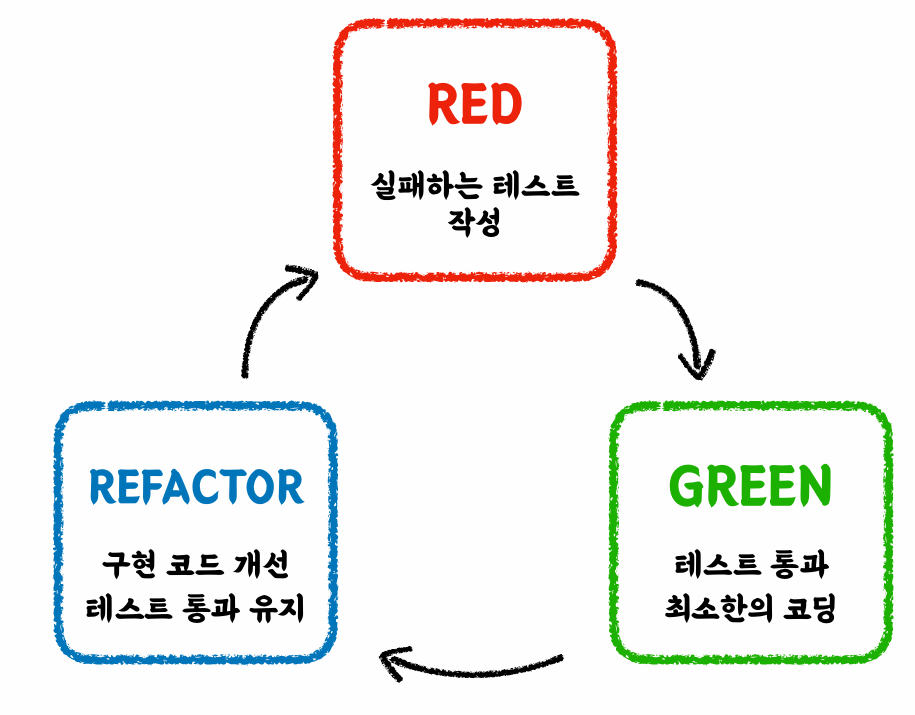 RED
실패하는 테스트
작성
REFACTOR
구현 코드 개선
테스트 통과 유지
GREEN
테스트 통과
최소한의 코딩